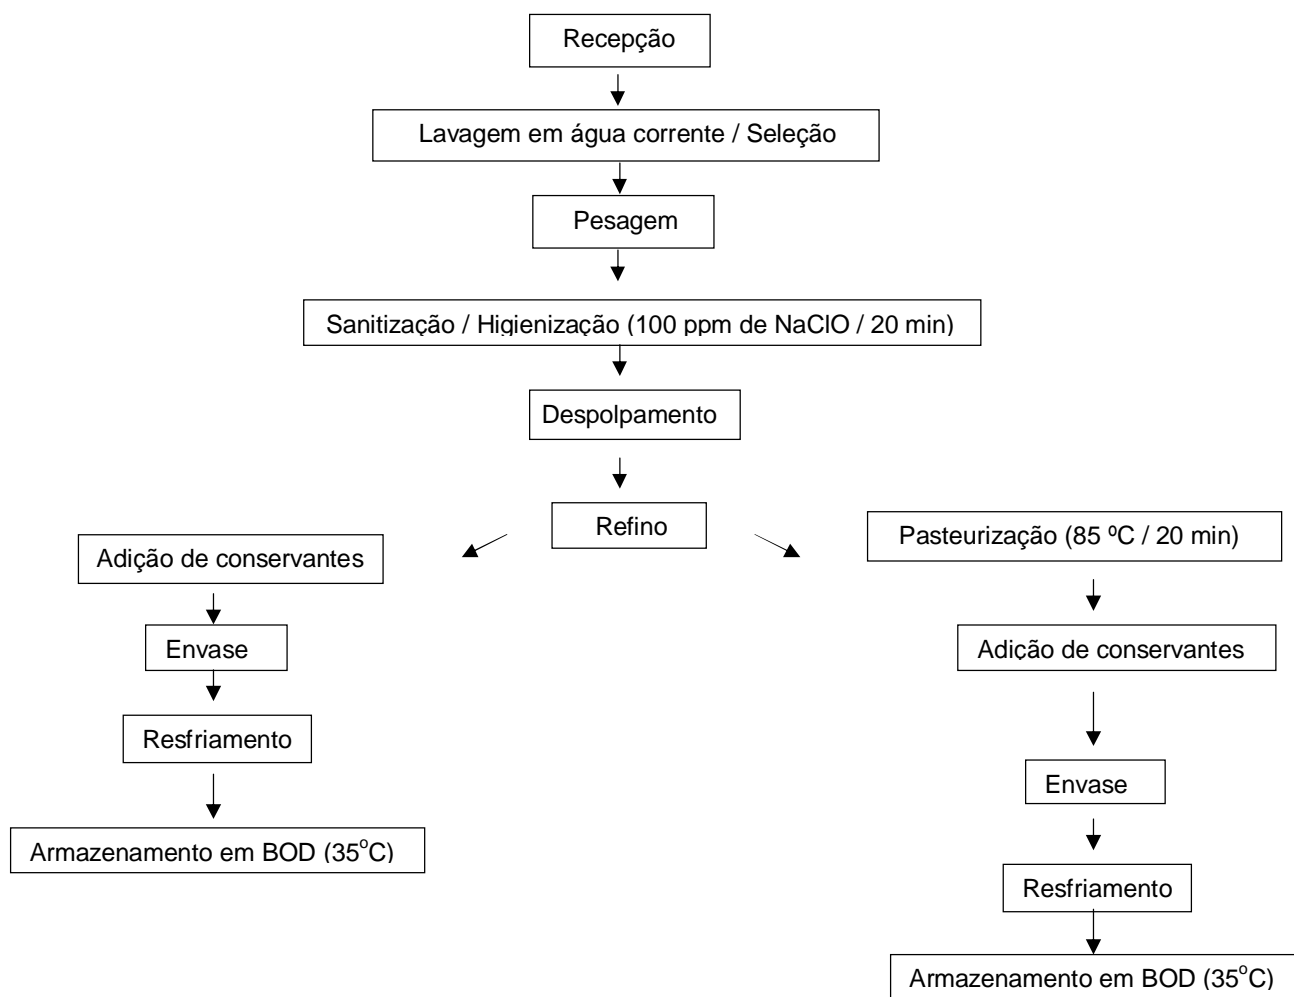 Recepção
Lavagem em água corrente / Seleção
Pesagem
Sanitização / Higienização (100 ppm de NaClO / 20 min)
Despolpamento
Refino
Adição de conservantes
Envase
Resfriamento
Armazenamento em BOD (35°C)
Pasteurização (85 ºC / 20 min)
Adição de conservantes
Envase
Resfriamento
Armazenamento em BOD (35°C)